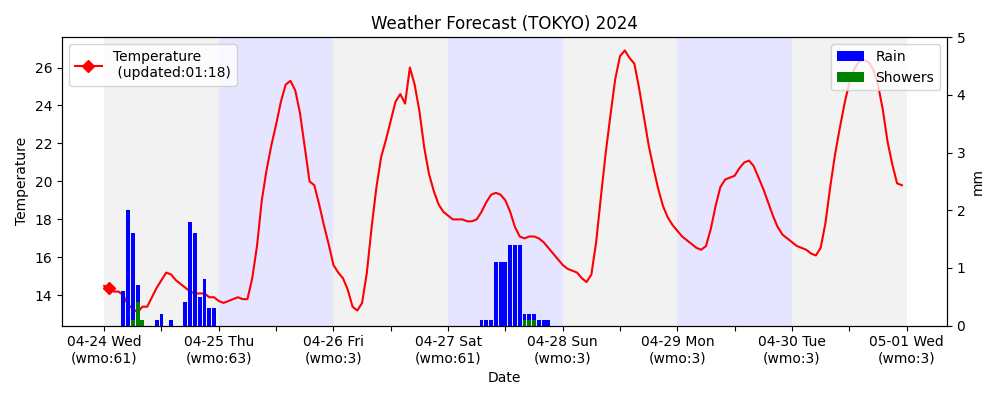 Weather Forecast (TOKYO) 2024
Temperature
(updated:01:18)
Rain
Showers
Temperature
26
24
22
20
18
16
14
5
4
3
2
1
0
mm
04-24 Wed
(wmo:61)
04-25 Thu
(wmo:63)
04-26 Fri
(wmo:3)
04-27 Sat
(wmo:61)
04-28 Sun
(wmo:3)
04-29 Mon
(wmo:3)
04-30 Tue
(wmo:3)
05-01 Wed
(wmo:3)
Date